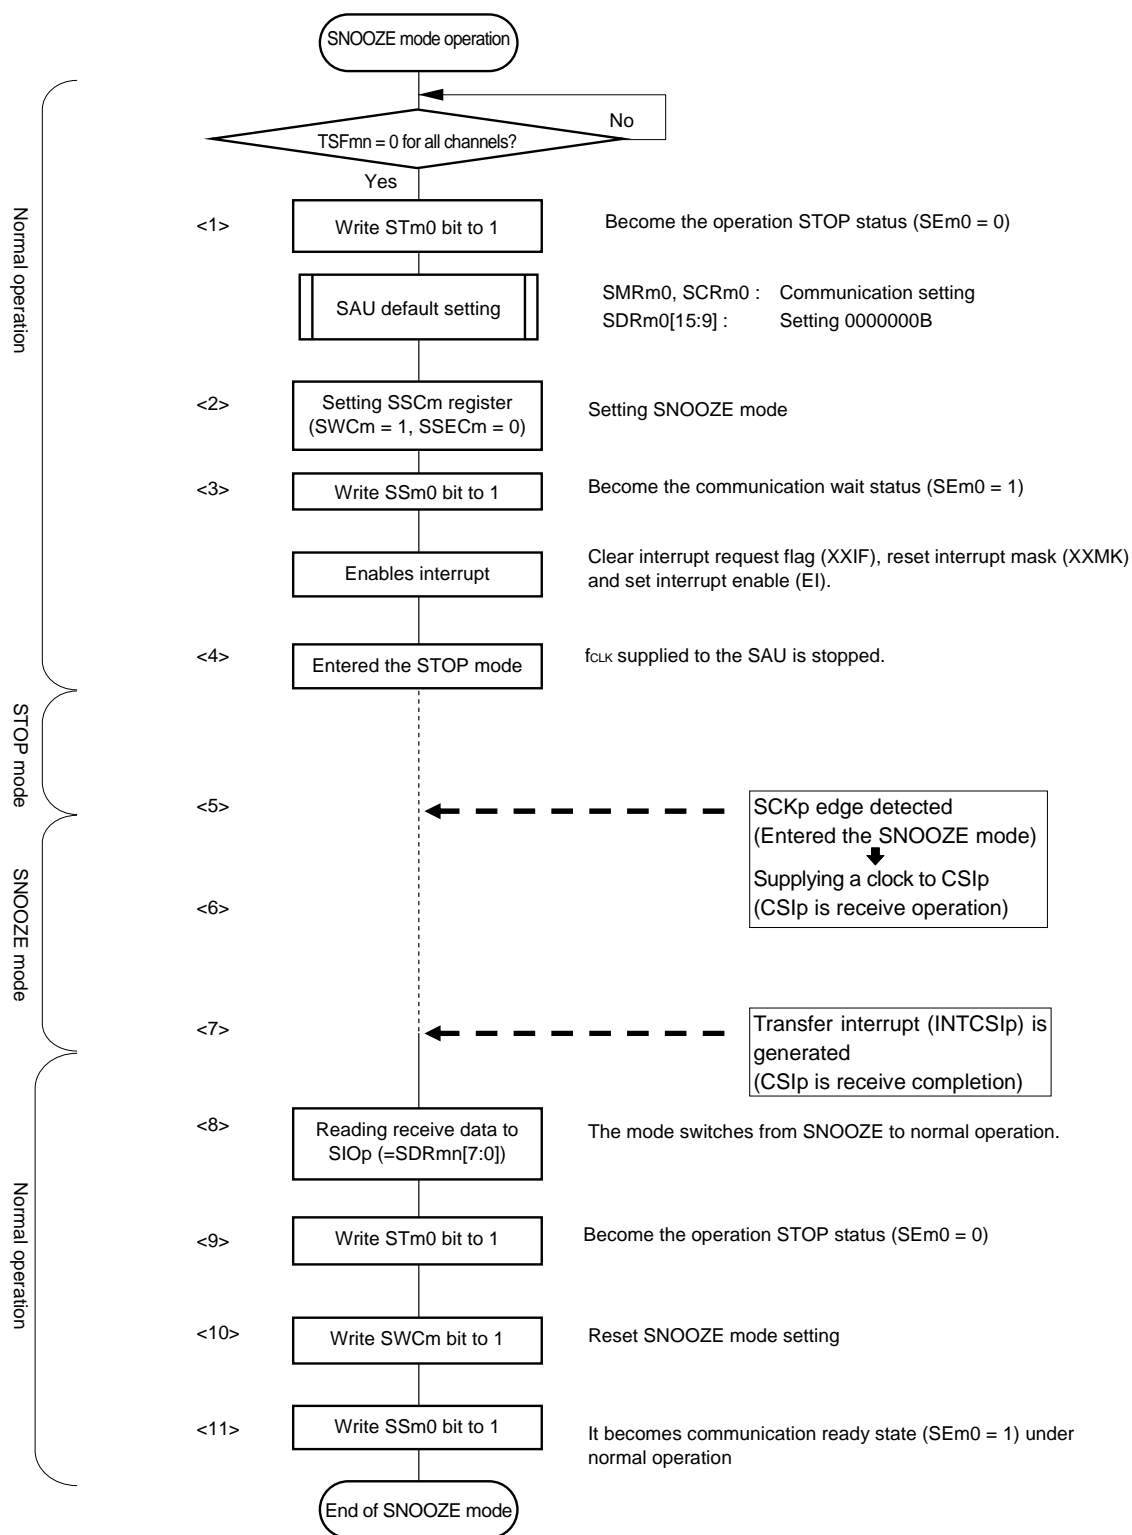 SNOOZE mode operation
No
TSFmn = 0 for all channels?
Yes
Normal operation
<1>
Write STm0 bit to 1
Become the operation STOP status (SEm0 = 0)
SAU default setting
SMRm0, SCRm0 : Communication setting
SDRm0[15:9] : Setting 0000000B
<2>
Setting SSCm register
(SWCm = 1, SSECm = 0)
Setting SNOOZE mode
<3>
Write SSm0 bit to 1
Become the communication wait status (SEm0 = 1)
Enables interrupt
Clear interrupt request flag (XXIF), reset interrupt mask (XXMK)
and set interrupt enable (EI).
<4>
Entered the STOP mode
fCLK supplied to the SAU is stopped.
STOP mode
<5>
SCKp edge detected
(Entered the SNOOZE mode)
Supplying a clock to CSIp
(CSIp is receive operation)
<6>
SNOOZE mode
<7>
Transfer interrupt (INTCSIp) is
generated
(CSIp is receive completion)
<8>
Reading receive data to
SIOp (=SDRmn[7:0])
The mode switches from SNOOZE to normal operation.
Normal operation
<9>
Write STm0 bit to 1
Become the operation STOP status (SEm0 = 0)
<10>
Write SWCm bit to 1
Reset SNOOZE mode setting
<11>
Write SSm0 bit to 1
It becomes communication ready state (SEm0 = 1) under
normal operation
End of SNOOZE mode